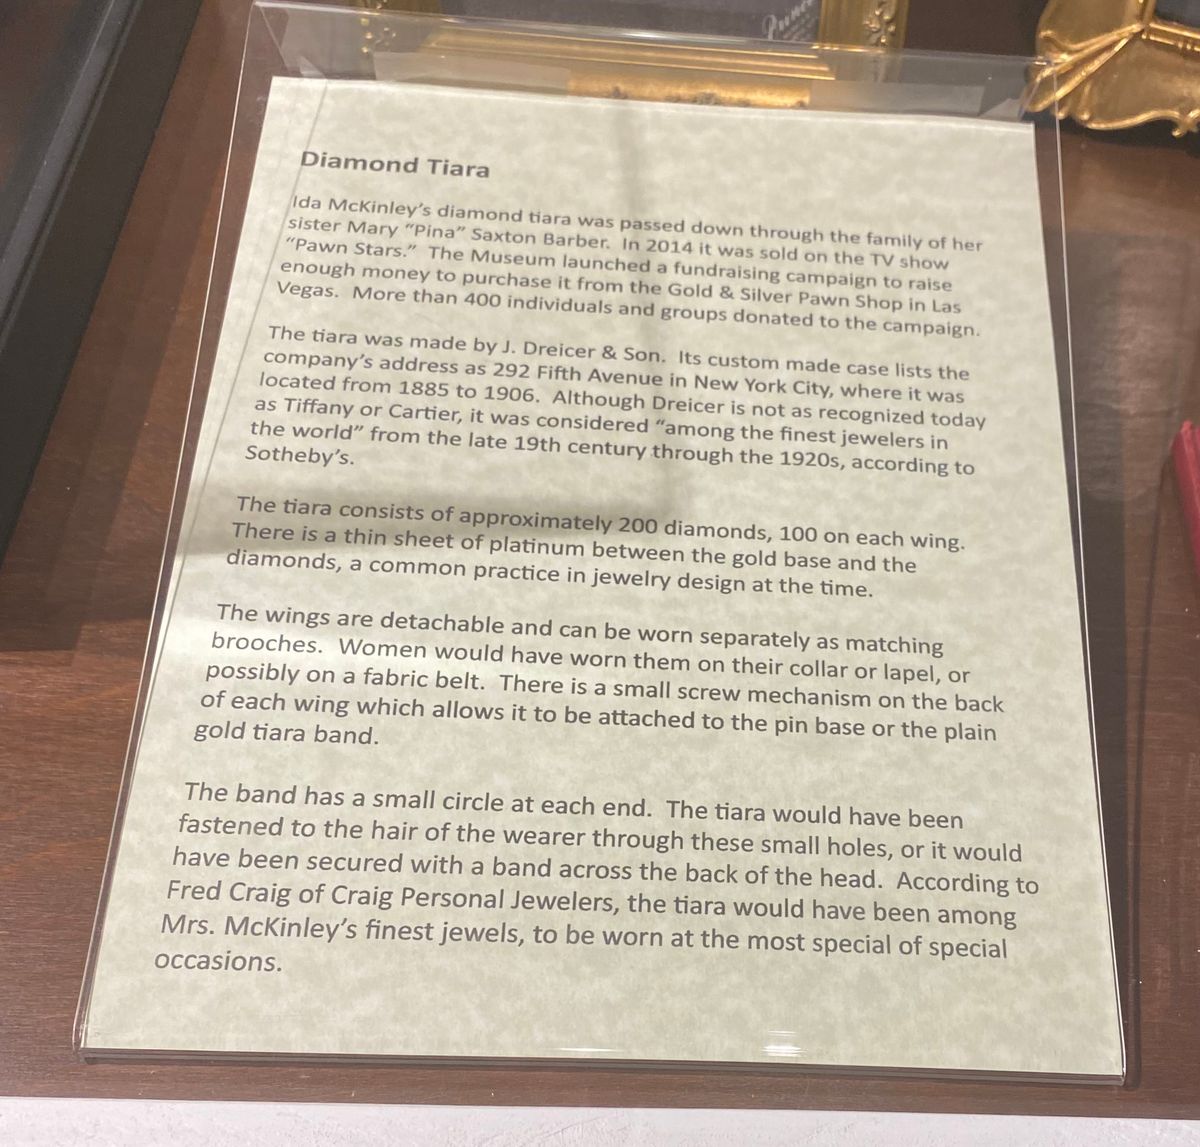 Diamond Tiara
Ida McKinley's diamond tiara was passed down through the family of her
sister Mary "Pina" Saxton Barber.  In 2014 it was sold on the TV show
"Pawn Stars."  The Museum launched a fundraising campaign to raise
enough money to purchase it from the Gold & Silver Pawn Shop in Las
Vegas.  More than 400 individuals and groups donated to the campaign.
The tiara was made by J. Dreicer & Son.  Its custom made case lists the
company's address as 292 Fifth Avenue in New York City, where it was
located from 1885 to 1906.  Although Dreicer is not as recognized today
as Tiffany or Cartier, it was considered "among the finest jewelers in
the world" from the late 19th century through the 1920s, according to
Sotheby's.
The tiara consists of approximately 200 diamonds, 100 on each wing.
There is a thin sheet of platinum between the gold base and the
diamonds, a common practice in jewelry design at the time.
The wings are detachable and can be worn separately as matching
brooches.  Women would have worn them on their collar or lapel, or
possibly on a fabric belt.  There is a small screw mechanism on the back
of each wing which allows it to be attached to the pin base or the plain
gold tiara band.
The band has a small circle at each end.  The tiara would have been
fastened to the hair of the wearer through these small holes, or it would
have been secured with a band across the back of the head.  According to
Fred Craig of Craig Personal Jewelers, the tiara would have been among
Mrs. McKinley's finest jewels, to be worn at the most special of special
occasions.